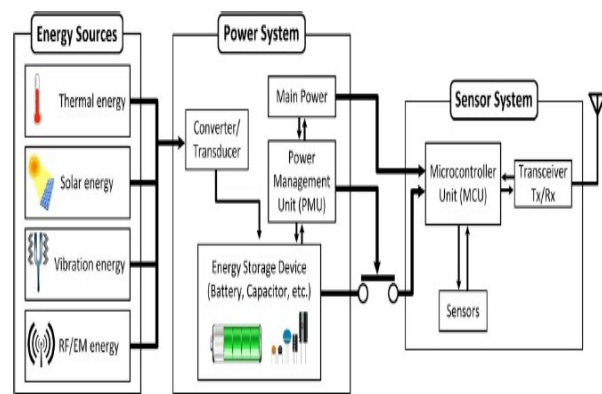 Energy Sources
Thermal energy
Solar energy
Vibration energy
RF/EM energy
Power System
Converter/
Transducer
Main Power
Power
Management
Unit (PMU)
Energy Storage Device
(Battery, Capacitor, etc.)
Sensor System
Microcontroller
Unit (MCU)
Transceiver
Tx/Rx
Sensors